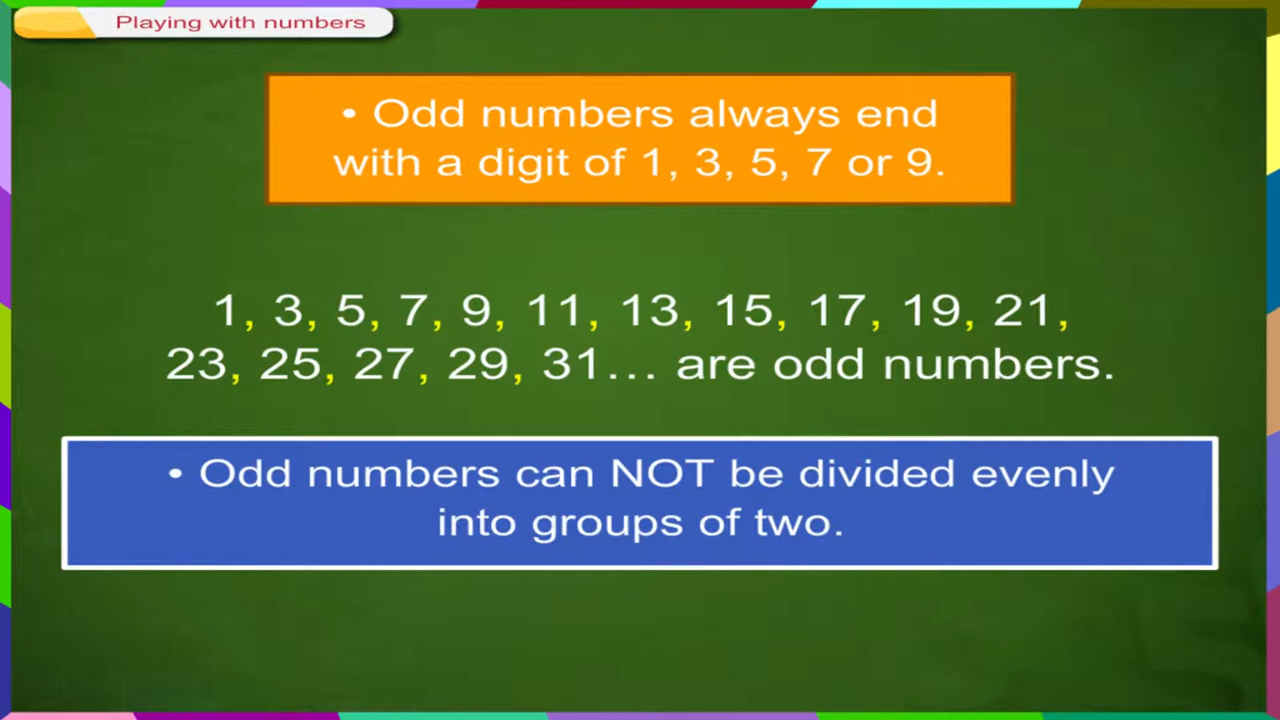 Playing with numbers
• Odd numbers always end
with a digit of 1, 3, 5, 7 or 9.
1, 3, 5, 7, 9, 11, 13, 15, 17, 19, 21,
23, 25, 27, 29, 31... are odd numbers.
• Odd numbers can NOT be divided evenly
into groups of two.